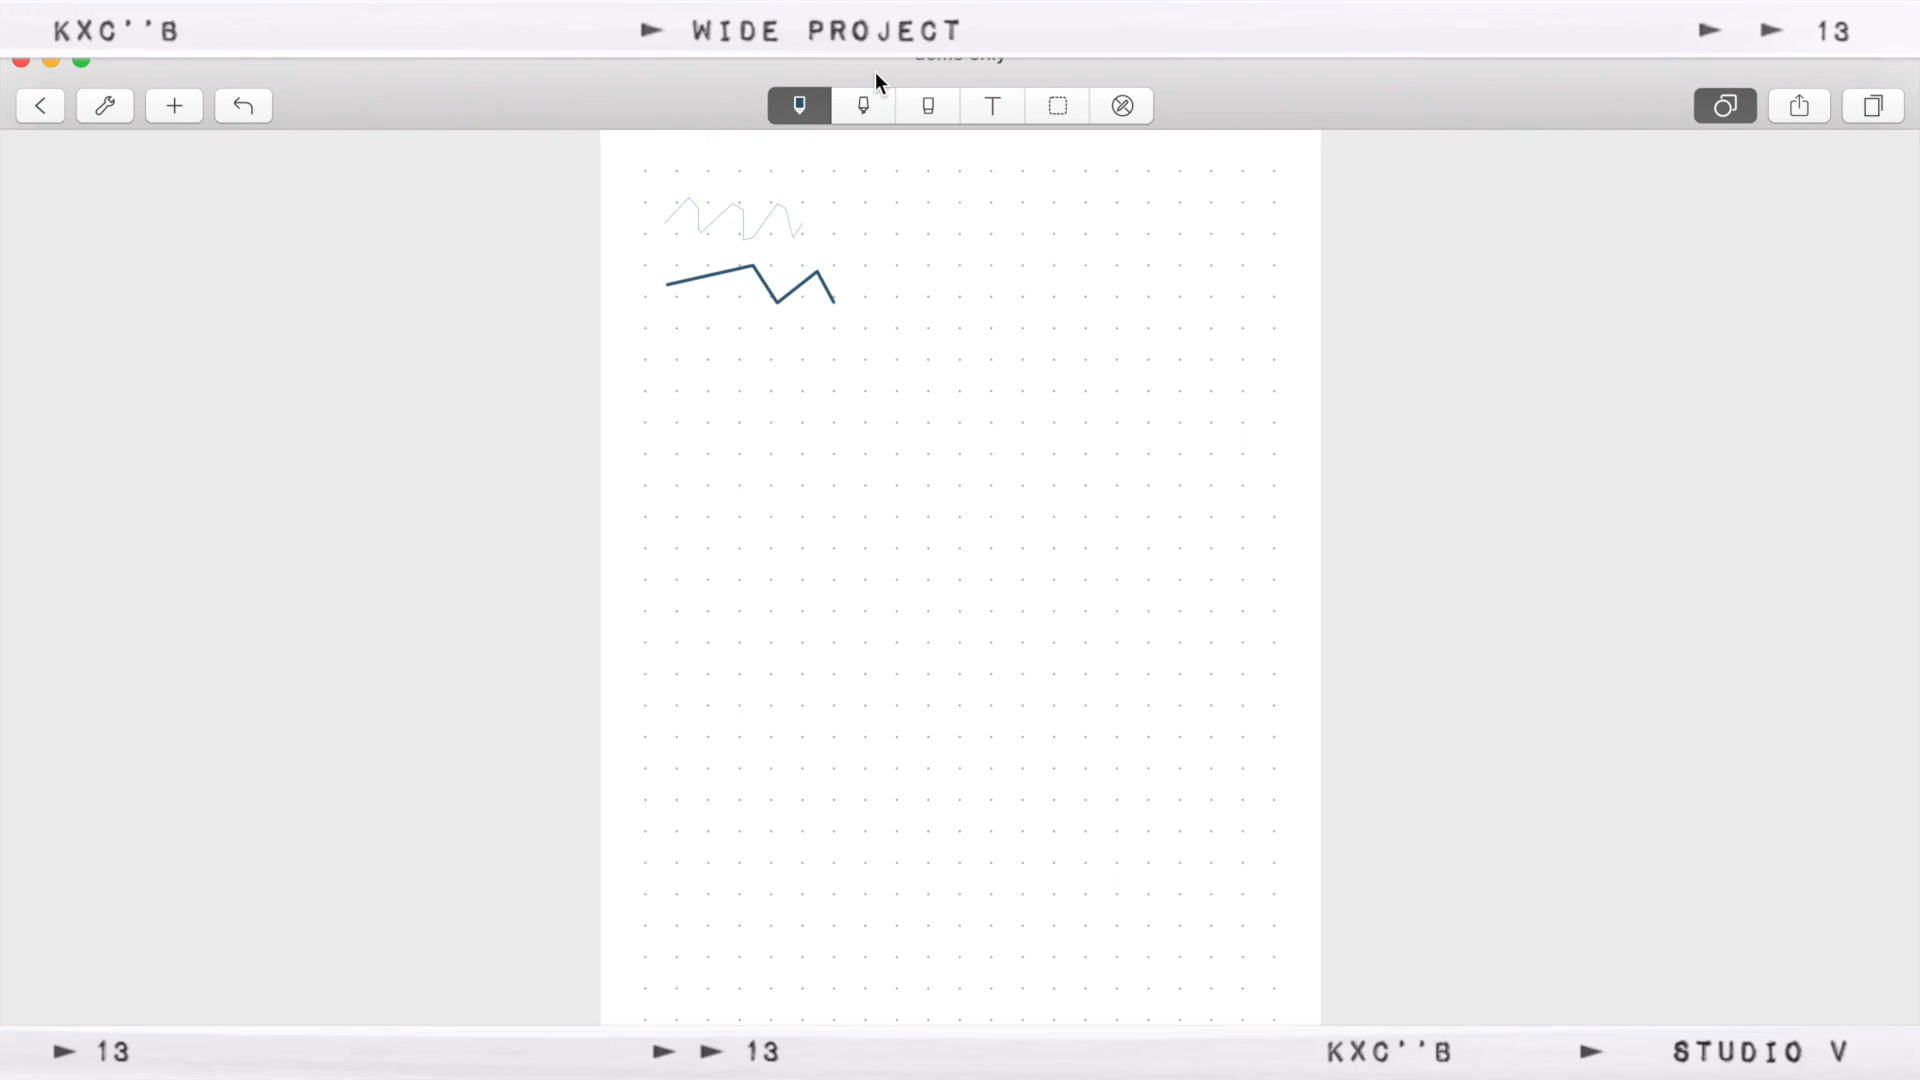 KXC''B ► WIDE PROJECT ► ► 13
► 13 ► ► 13 KXC''B ► STUDIO V